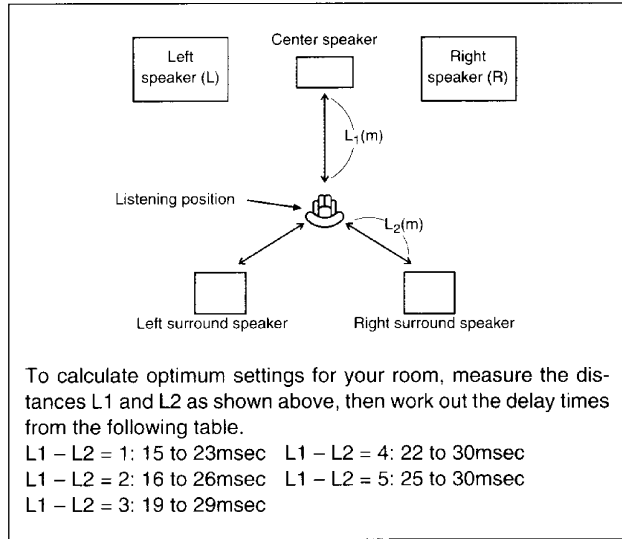 Center speaker
Left
speaker (L)
Right
speaker (R)
L₁(m)
Listening position
L₂(m)
Left surround speaker
Right surround speaker
To calculate optimum settings for your room, measure the dis-
tances L1 and L2 as shown above, then work out the delay times
from the following table.
L1 – L2 = 1: 15 to 23msec L1 – L2 = 4: 22 to 30msec
L1 – L2 = 2: 16 to 26msec L1 – L2 = 5: 25 to 30msec
L1 – L2 = 3: 19 to 29msec